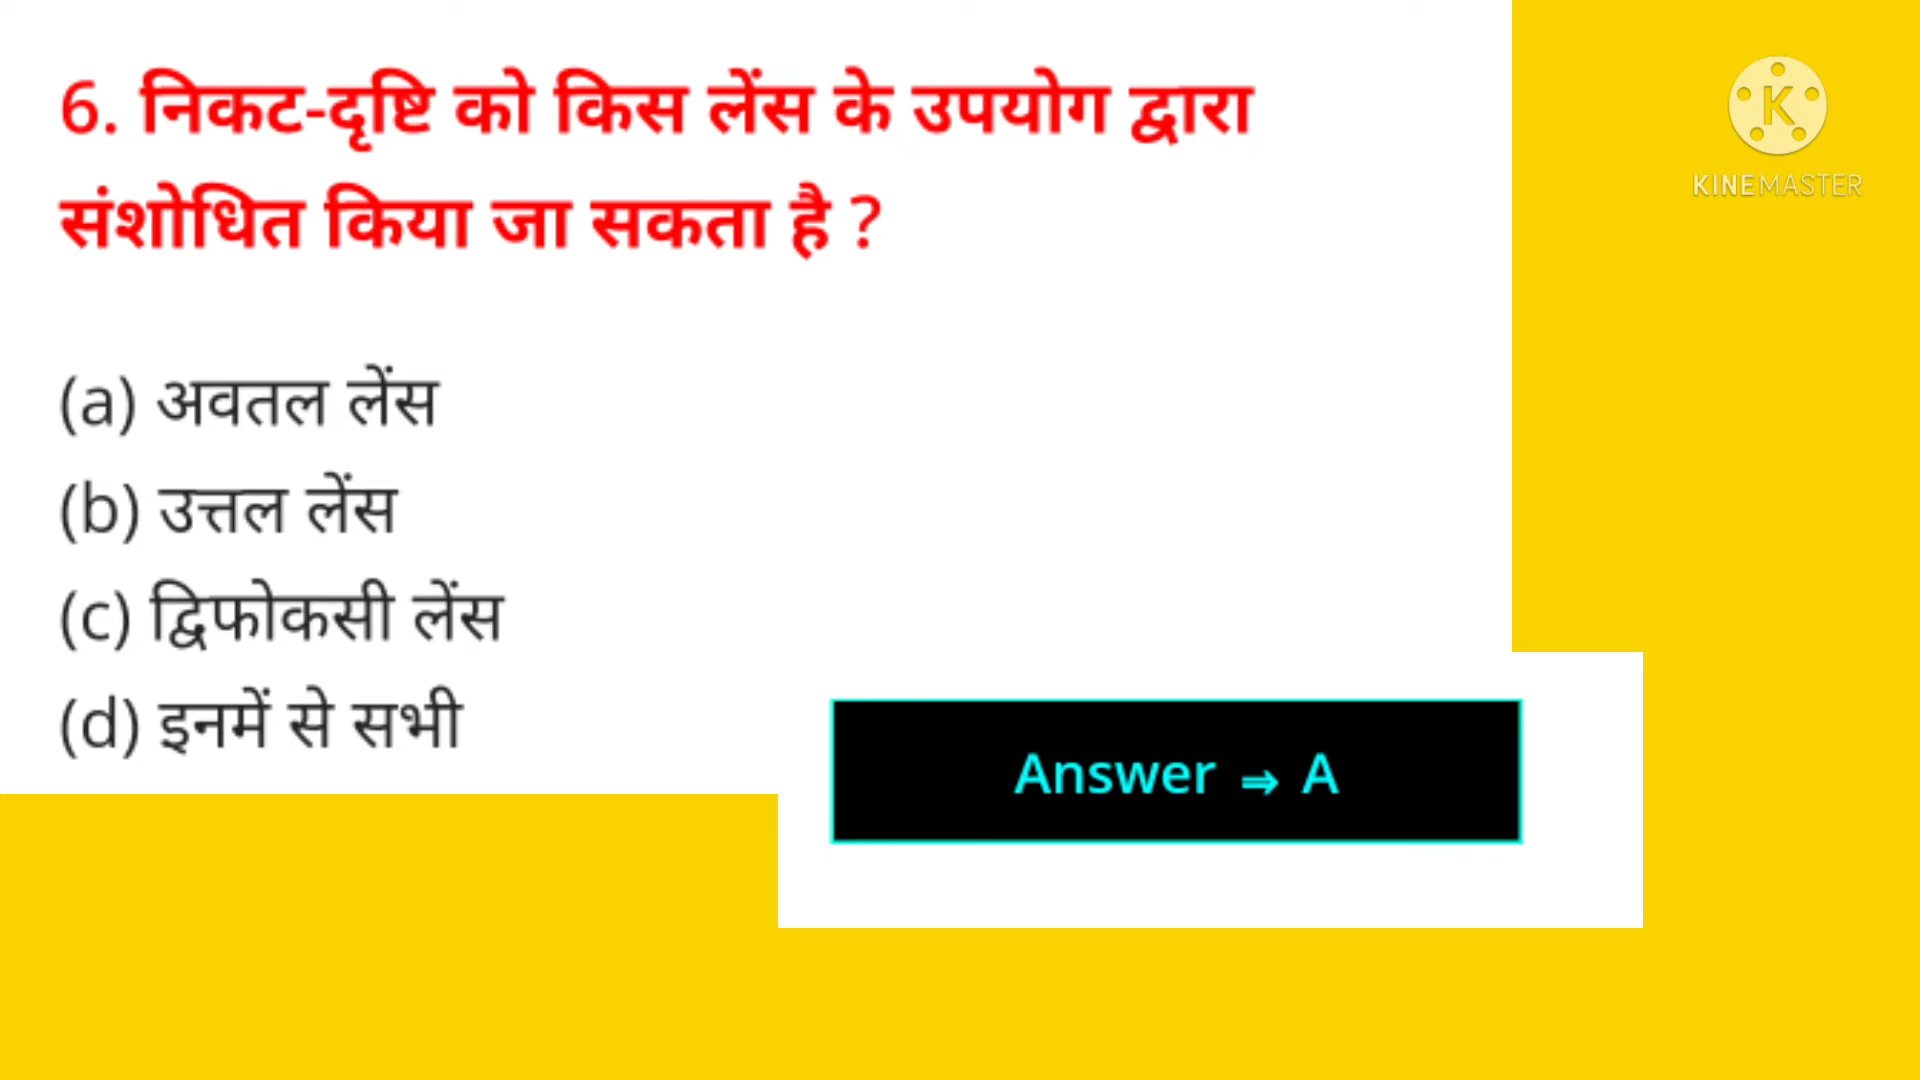 6. निकट-दृष्टि को किस लेंस के उपयोग द्वारा
संशोधित किया जा सकता है ?
(a) अवतल लेंस
(b) उत्तल लेंस
(c) द्विफोकसी लेंस
(d) इनमें से सभी
Answer ⇒ A
K
KINEMASTER